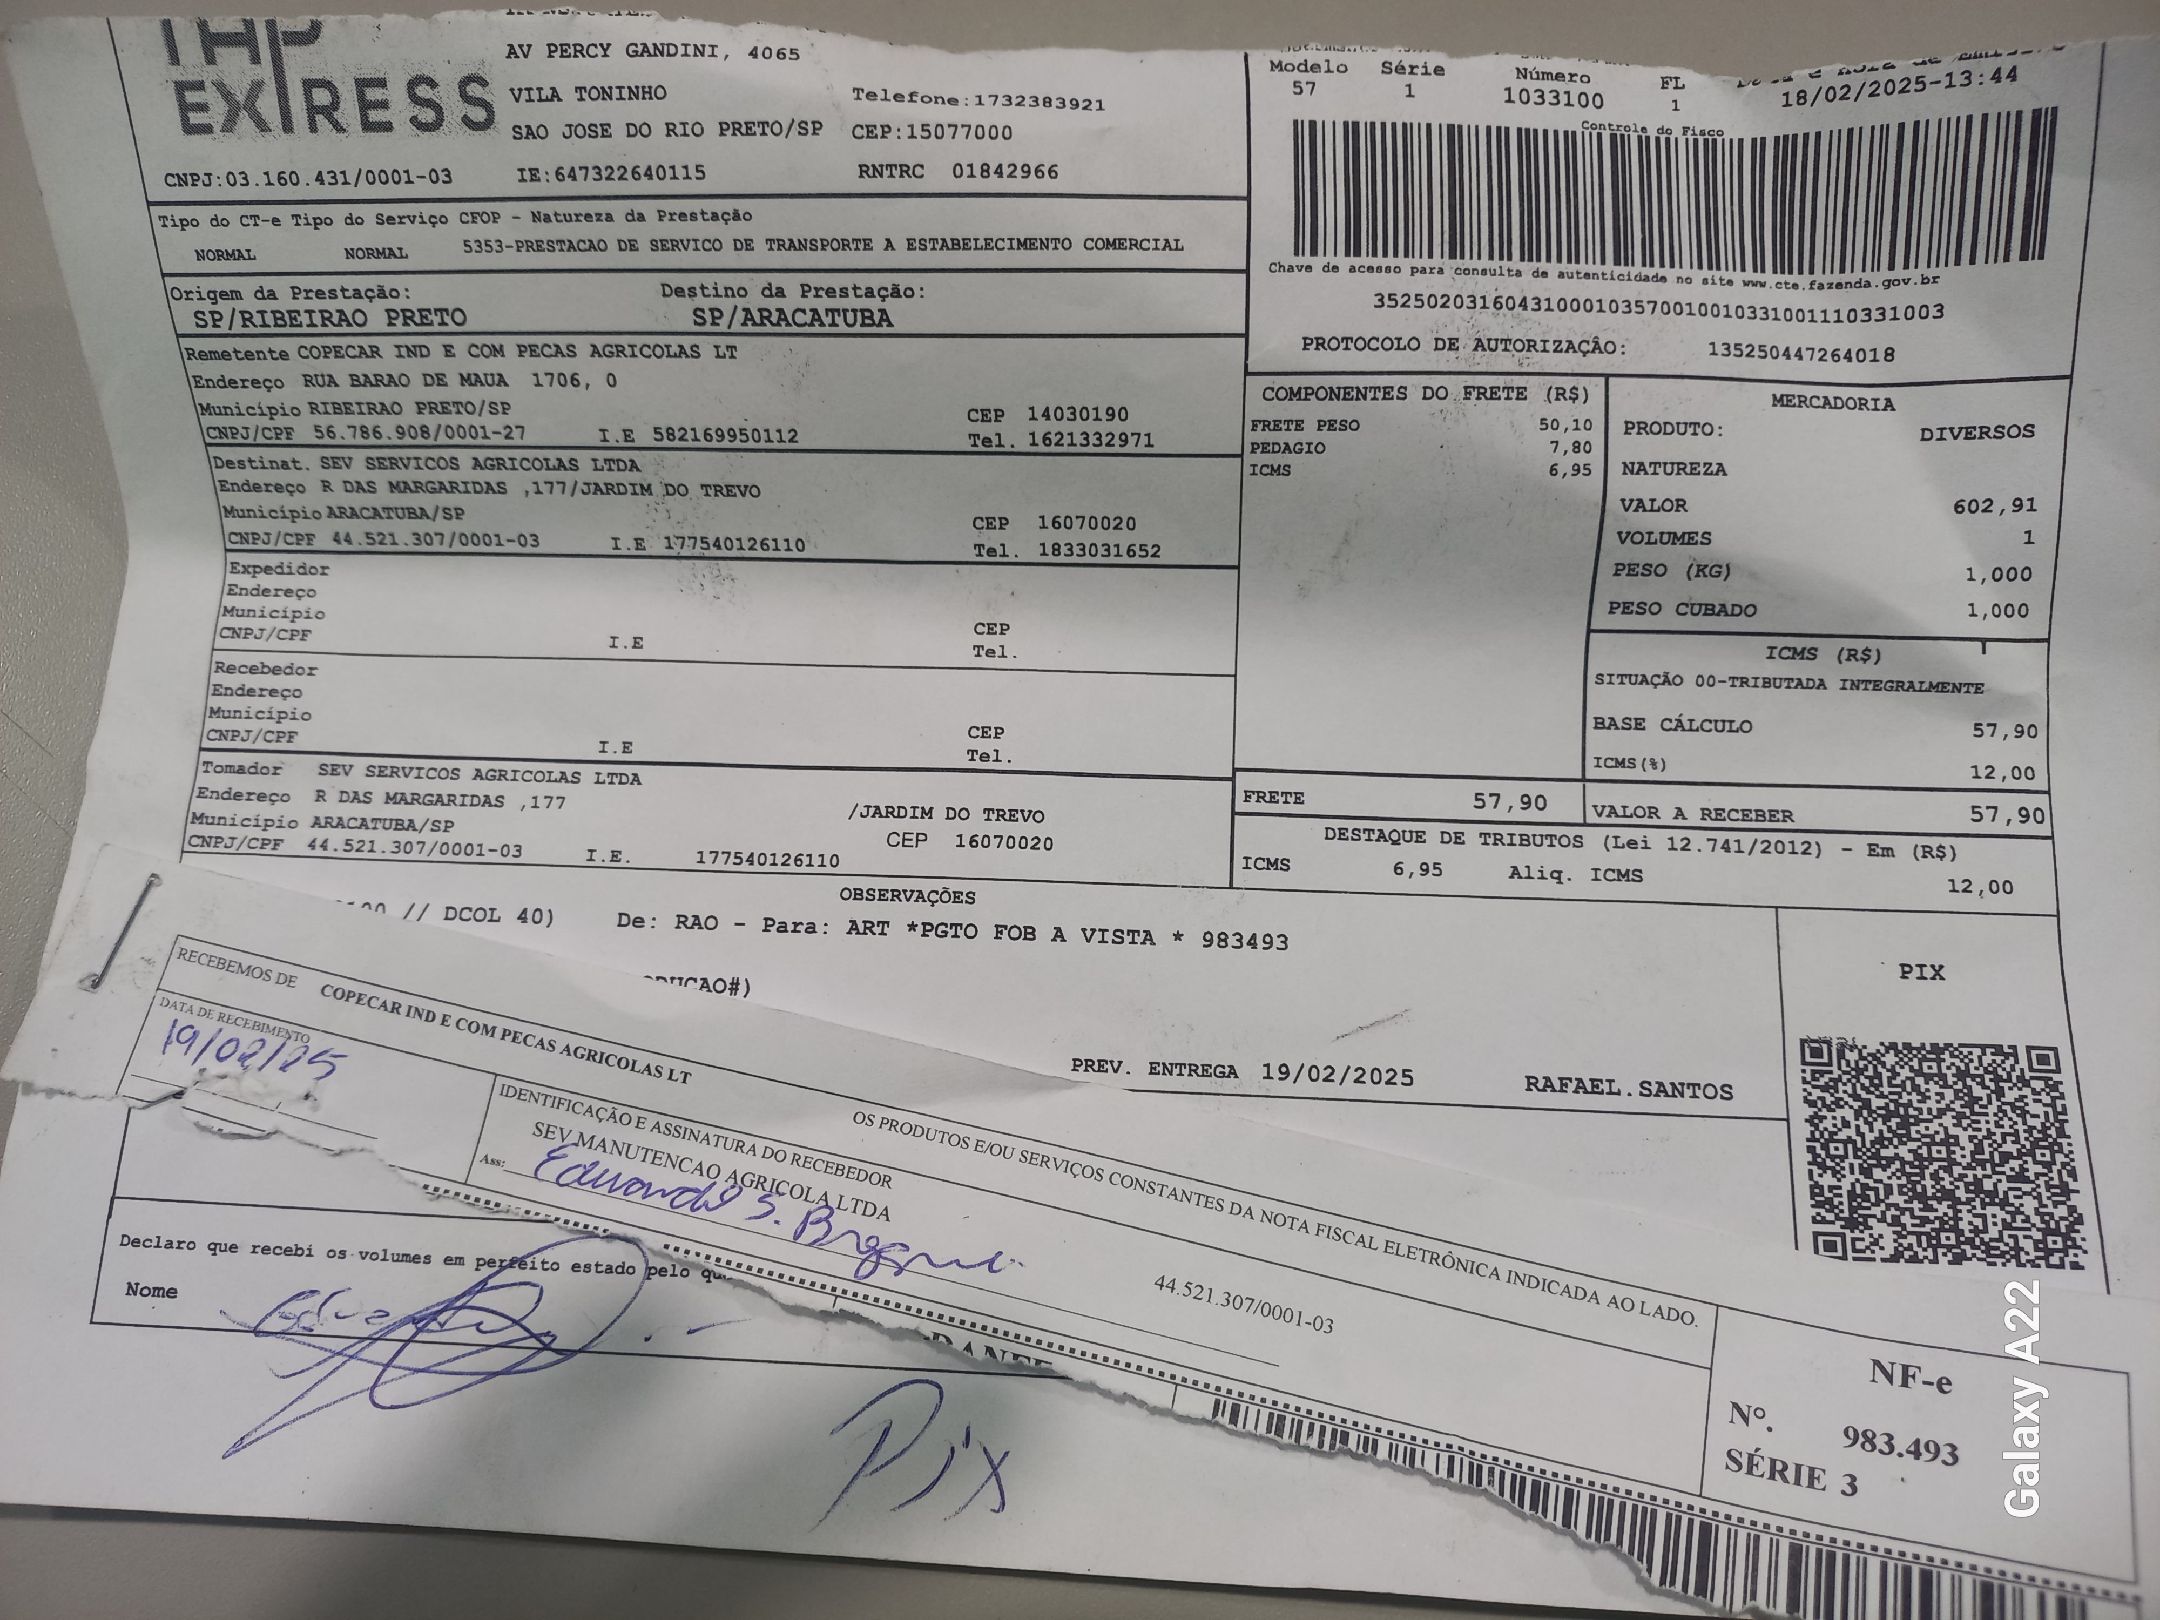 THP
EXPRESS
AV PERCY GANDINI, 4065
VILA TONINHO Telefone:1732383921
SAO JOSE DO RIO PRETO/SP CEP:15077000
CNPJ:03.160.431/0001-03 IE:647322640115 RNTRC 01842966
Modelo Série Número FL
57 1 1033100 1 18/02/2025-13:44
Controle do Fisco
Chave de acesso para consulta de autenticidade no site www.cte.fazenda.gov.br
35250203160431000103570010010331001110331003
PROTOCOLO DE AUTORIZAÇÂO: 135250447264018
Tipo do CT-e Tipo do Serviço CFOP - Natureza da Prestação
NORMAL NORMAL 5353-PRESTACAO DE SERVICO DE TRANSPORTE A ESTABELECIMENTO COMERCIAL
Origem da Prestação: Destino da Prestação:
SP/RIBEIRAO PRETO SP/ARACATUBA
Remetente COPECAR IND E COM PECAS AGRICOLAS LT
Endereço RUA BARAO DE MAUA 1706, 0
Município RIBEIRAO PRETO/SP CEP 14030190
CNPJ/CPF 56.786.908/0001-27 I.E 582169950112 Tel. 1621332971
Destinat. SEV SERVICOS AGRICOLAS LTDA
Endereço R DAS MARGARIDAS ,177/JARDIM DO TREVO
Município ARACATUBA/SP CEP 16070020
CNPJ/CPF 44.521.307/0001-03 I.E 177540126110 Tel. 1833031652
Expedidor
Endereço
Município CEP
CNPJ/CPF I.E Tel.
Recebedor
Endereço
Município CEP
CNPJ/CPF I.E Tel.
Tomador SEV SERVICOS AGRICOLAS LTDA
Endereço R DAS MARGARIDAS ,177 /JARDIM DO TREVO
Município ARACATUBA/SP CEP 16070020
CNPJ/CPF 44.521.307/0001-03 I.E. 177540126110
COMPONENTES DO FRETE (R$)
FRETE PESO 50,10
PEDAGIO 7,80
ICMS 6,95
MERCADORIA
PRODUTO: DIVERSOS
NATUREZA
VALOR 602,91
VOLUMES 1
PESO (KG) 1,000
PESO CUBADO 1,000
ICMS (R$)
SITUAÇÃO 00-TRIBUTADA INTEGRALMENTE
BASE CÁLCULO 57,90
ICMS(%) 12,00
FRETE 57,90 VALOR A RECEBER 57,90
DESTAQUE DE TRIBUTOS (Lei 12.741/2012) - Em (R$)
ICMS 6,95 Aliq. ICMS 12,00
OBSERVAÇÕES
// DCOL 40) De: RAO - Para: ART *PGTO FOB A VISTA * 983493
PIX
PREV. ENTREGA 19/02/2025 RAFAEL.SANTOS
RECEBEMOS DE COPECAR IND E COM PECAS AGRICOLAS LT OS PRODUTOS E/OU SERVIÇOS CONSTANTES DA NOTA FISCAL ELETRÔNICA INDICADA AO LADO.
DATA DE RECEBIMENTO
19/02/25
IDENTIFICAÇÃO E ASSINATURA DO RECEBEDOR
SEV MANUTENCAO AGRICOLA LTDA 44.521.307/0001-03
Ass:
NF-e
Nº. 983.493
SÉRIE 3
Declaro que recebi os volumes em perfeito estado pelo qu
Nome
DANFE
Pix
Galaxy A22